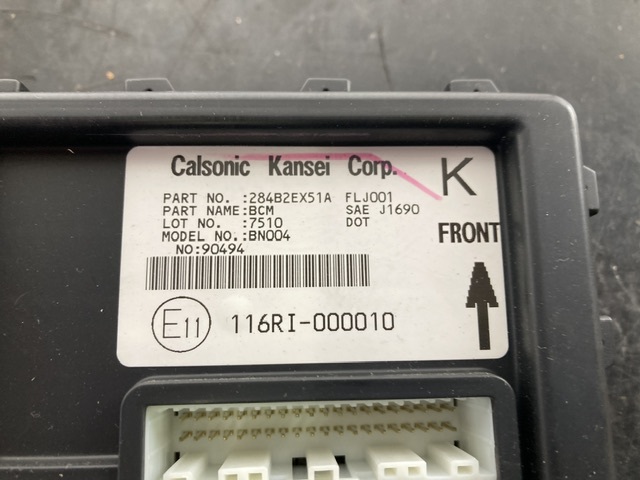 Calsonic Kansei Corp.
K
PART NO. :284B2EX51A FLJ001
PART NAME:BCM SAE J1690
LOT NO. :7510 DOT
MODEL NO.:BN004
NO:90494
FRONT
E11
116RI-000010